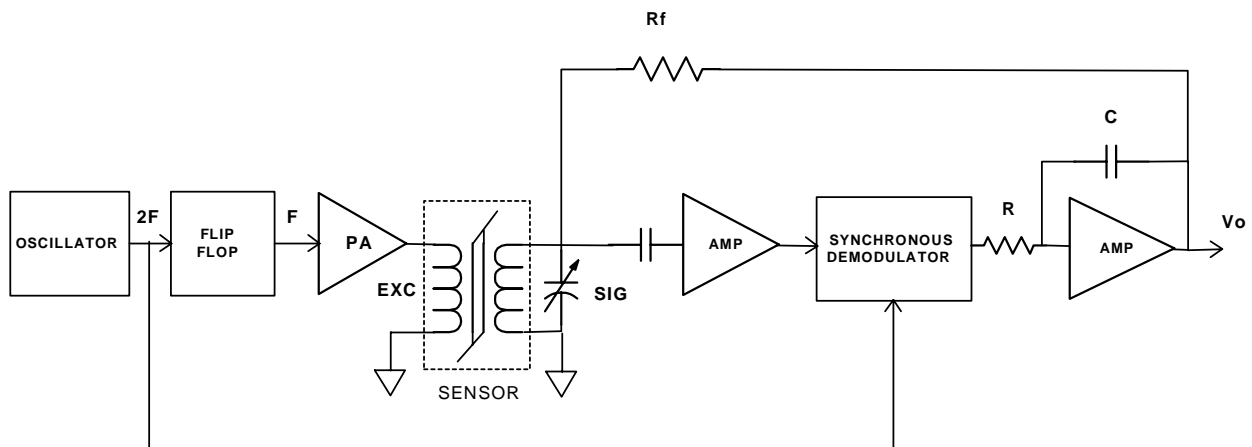 Rf
C
OSCILLATOR
2F
FLIP
FLOP
F
PA
EXC
SIG
SENSOR
AMP
SYNCHRONOUS
DEMODULATOR
R
AMP
Vo